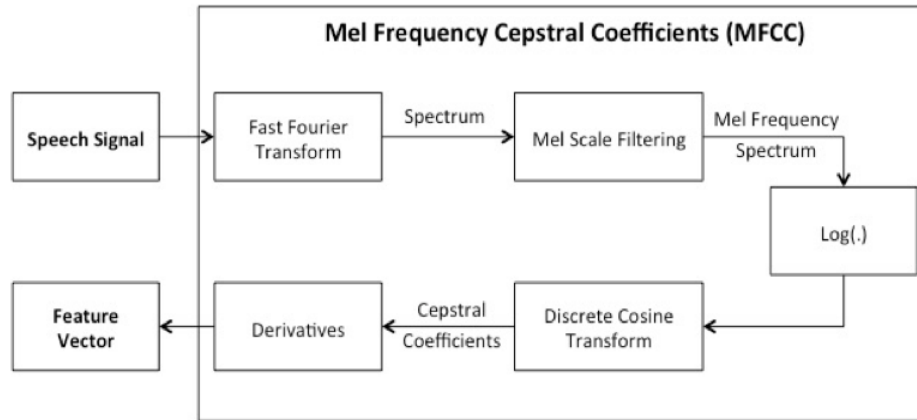 Mel Frequency Cepstral Coefficients (MFCC)
Speech Signal
Fast Fourier
Transform
Spectrum
Mel Scale Filtering
Mel Frequency
Spectrum
Log(.)
Discrete Cosine
Transform
Cepstral
Coefficients
Derivatives
Feature
Vector